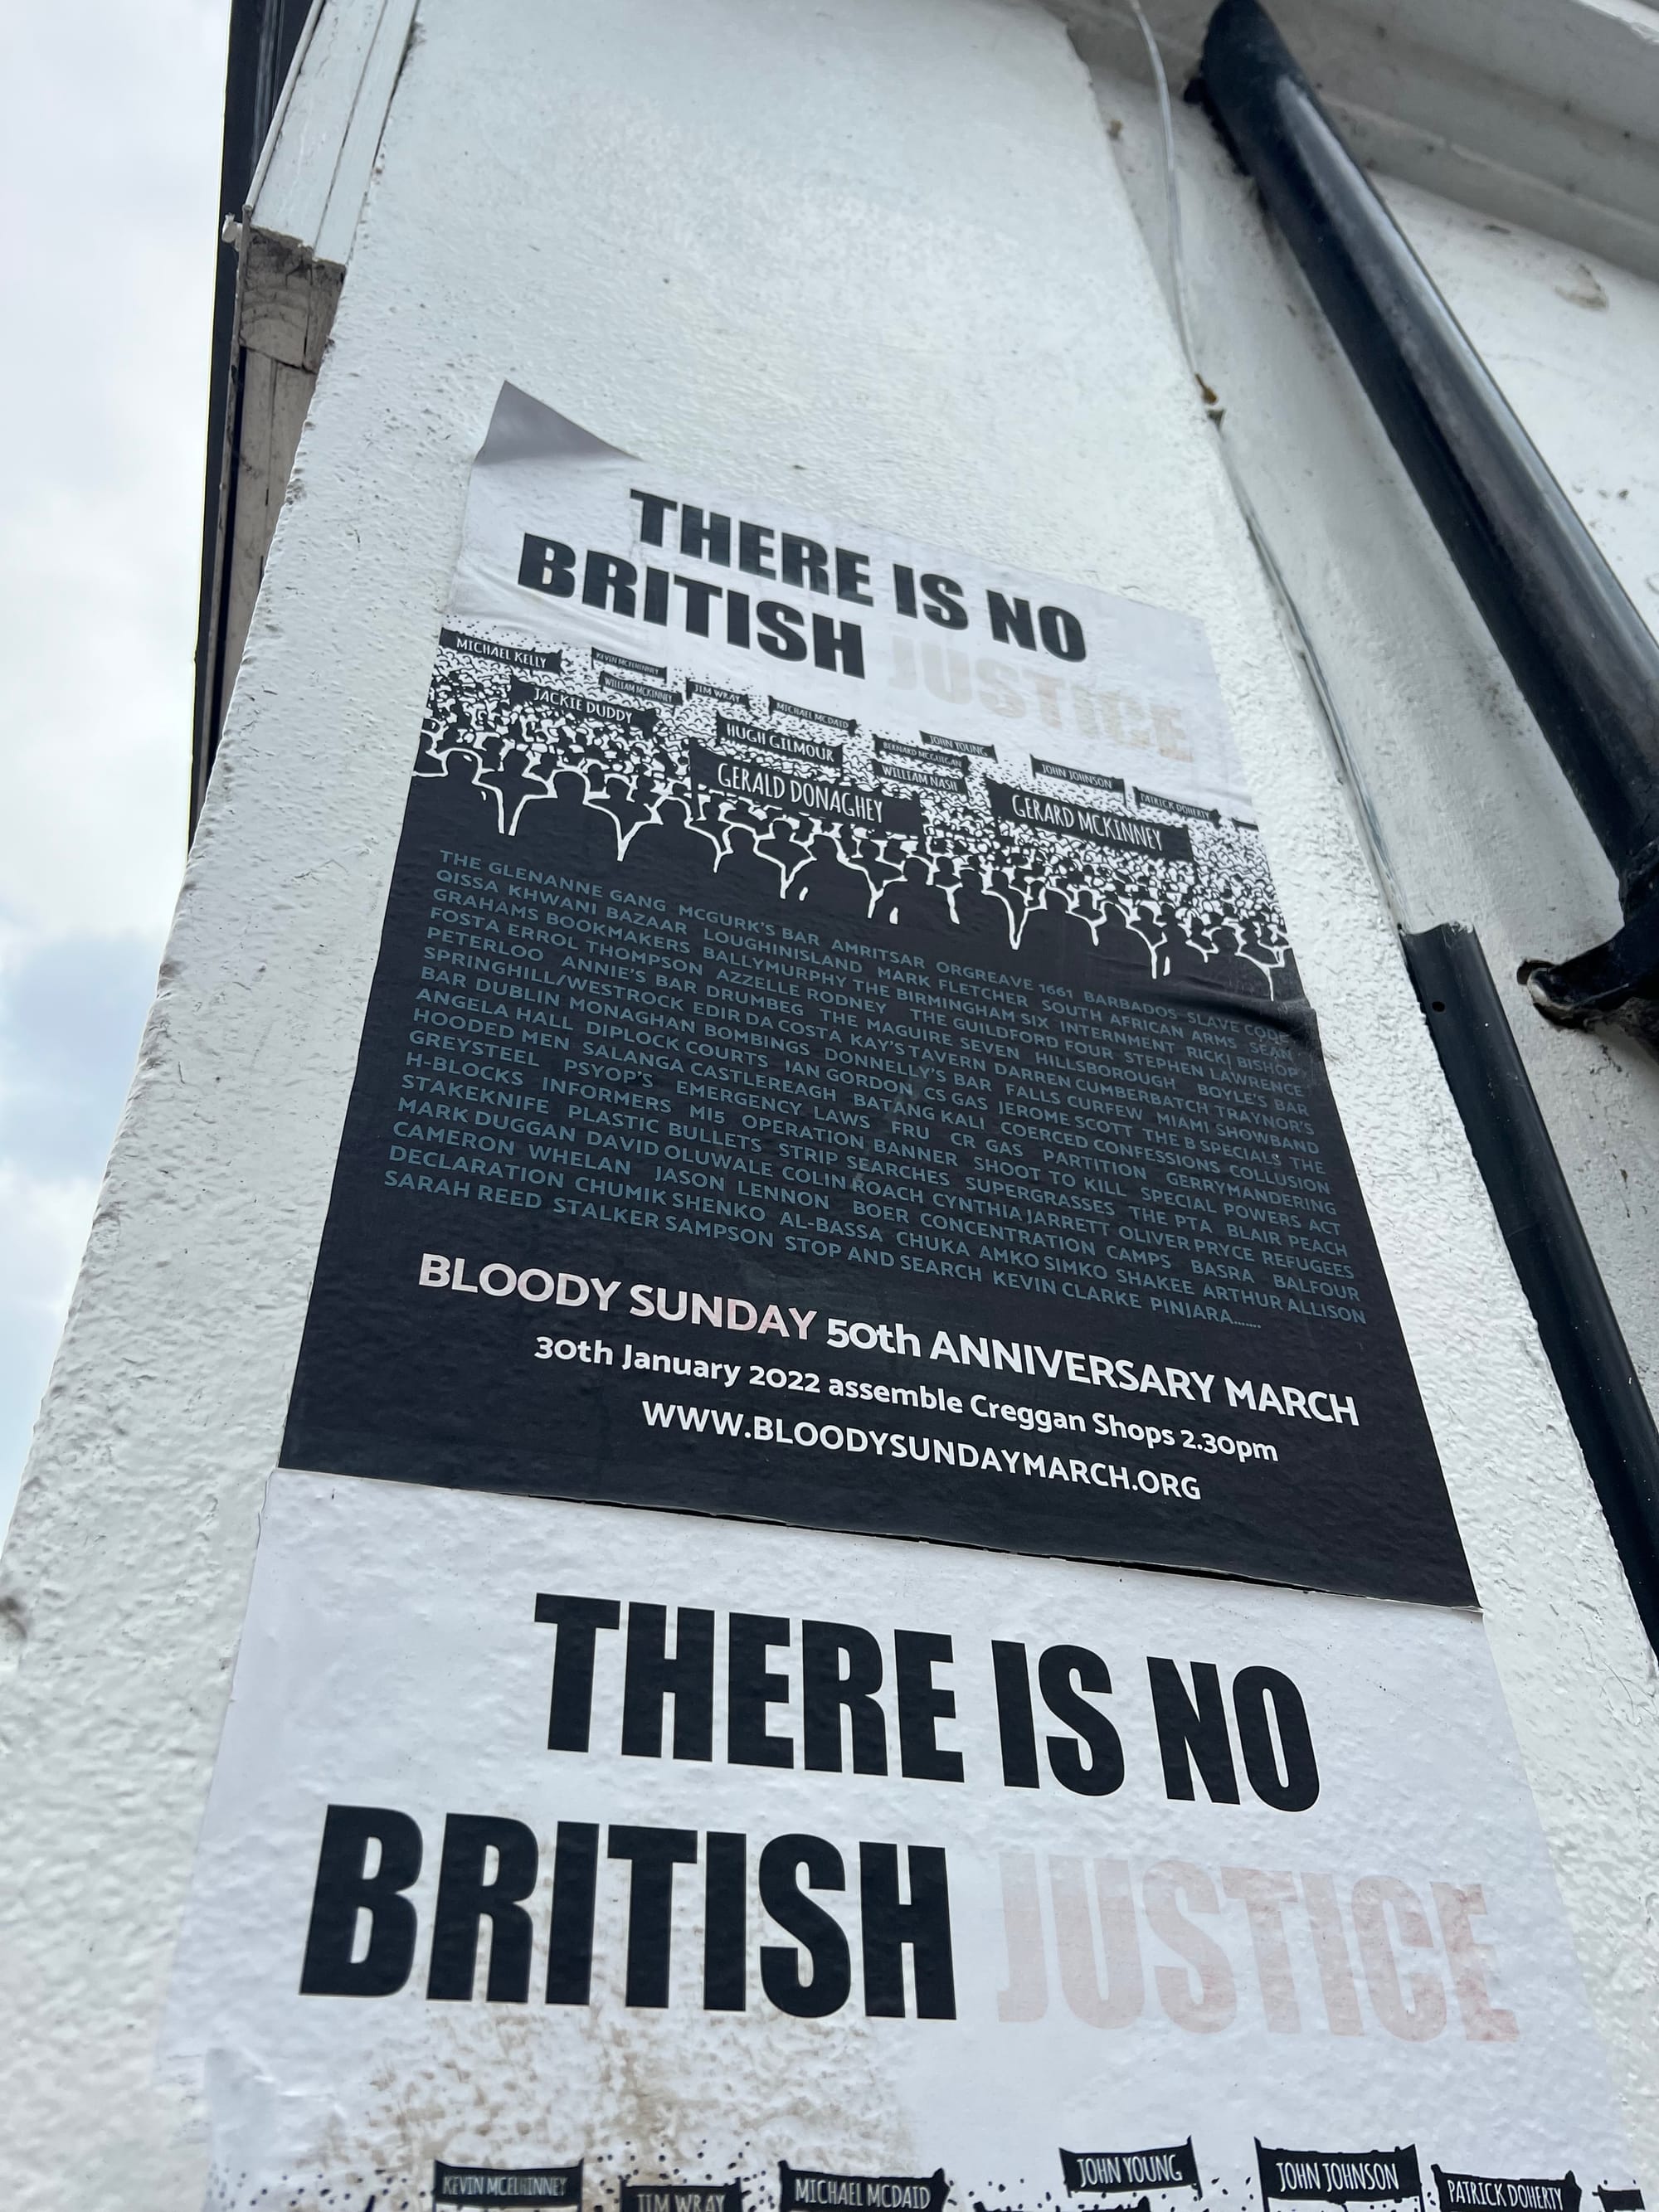 THERE IS NO
BRITISH JUSTICE
MICHAEL KELLY
KEVIN MCELHINNEY
WILLIAM MCKINNEY
TIM WRAY
MICHAEL MCDAID
JACKIE DUDDY
HUGH GILMOUR
JOHN YOUNG
BERNARD MCGUIGAN
WILLIAM NASH
JOHN JOHNSON
PATRICK DOHERTY
GERALD DONAGHEY
GERARD MCKINNEY
THE GLENANNE GANG MCGURK'S BAR AMRITSAR ORGREAVE 1661 BARBADOS SLAVE CODE
QISSA KHWANI BAZAAR LOUGHINISLAND MARK FLETCHER SOUTH AFRICAN ARMS SEAN
GRAHAMS BOOKMAKERS BALLYMURPHY THE BIRMINGHAM SIX INTERNMENT RICKI BISHOP
FOSTA ERROL THOMPSON AZZELLE RODNEY THE GUILDFORD FOUR STEPHEN LAWRENCE
PETERLOO ANNIE'S BAR DRUMBEG THE MAGUIRE SEVEN HILLSBOROUGH BOYLE'S BAR
SPRINGHILL/WESTROCK EDIR DA COSTA KAY'S TAVERN DARREN CUMBERBATCH TRAYNOR'S
BAR DUBLIN MONAGHAN BOMBINGS DONNELLY'S BAR FALLS CURFEW MIAMI SHOWBAND
ANGELA HALL DIPLOCK COURTS IAN GORDON CS GAS JEROME SCOTT THE B SPECIALS THE
HOODED MEN SALANGA CASTLEREAGH BATANG KALI COERCED CONFESSIONS COLLUSION
GREYSTEEL PSYOP'S EMERGENCY LAWS FRU CR GAS PARTITION GERRYMANDERING
H-BLOCKS INFORMERS MI5 OPERATION BANNER SHOOT TO KILL SPECIAL POWERS ACT
STAKEKNIFE PLASTIC BULLETS STRIP SEARCHES SUPERGRASSES THE PTA BLAIR PEACH
MARK DUGGAN DAVID OLUWALE COLIN ROACH CYNTHIA JARRETT OLIVER PRYCE REFUGEES
CAMERON WHELAN JASON LENNON BOER CONCENTRATION CAMPS BASRA BALFOUR
DECLARATION CHUMIK SHENKO AL-BASSA CHUKA AMKO SIMKO SHAKEE ARTHUR ALLISON
SARAH REED STALKER SAMPSON STOP AND SEARCH KEVIN CLARKE PINJARA......
BLOODY SUNDAY 50th ANNIVERSARY MARCH
30th January 2022 assemble Creggan Shops 2.30pm
WWW.BLOODYSUNDAYMARCH.ORG
THERE IS NO
BRITISH JUSTICE
KEVIN MCELHINNEY
TIM WRAY
MICHAEL MCDAID
JOHN YOUNG
JOHN JOHNSON
PATRICK DOHERTY